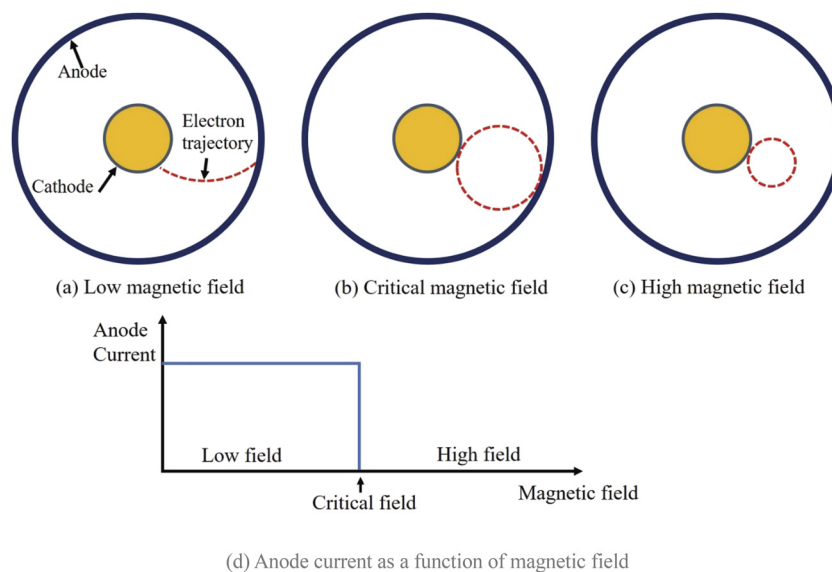 Anode
Electron
trajectory
Cathode
(a) Low magnetic field
(b) Critical magnetic field
(c) High magnetic field
Anode
Current
Low field
High field
Critical field
Magnetic field
(d) Anode current as a function of magnetic field